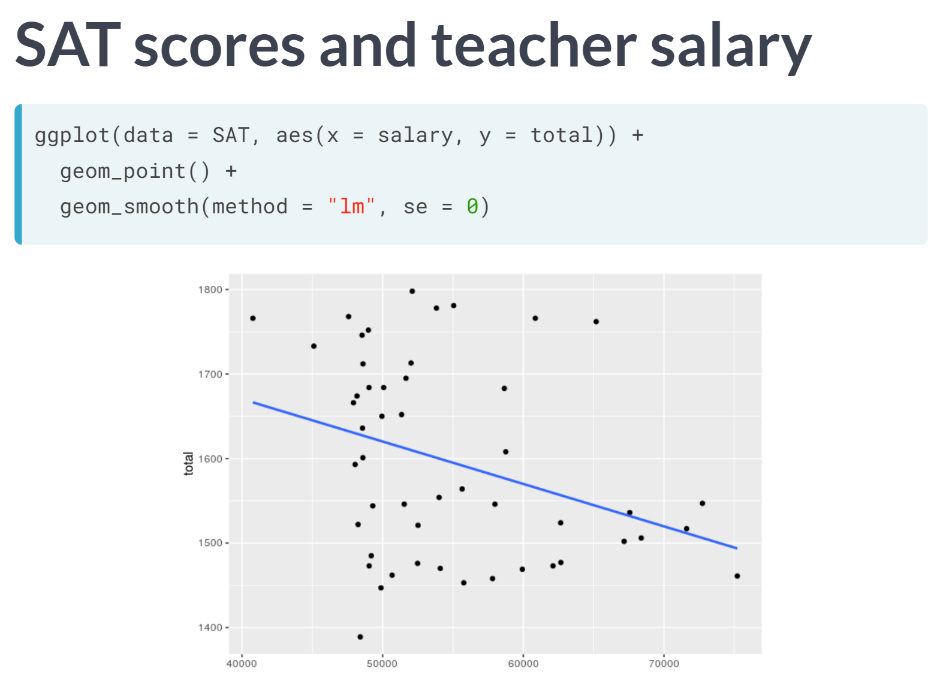 SAT scores and teacher salary
ggplot(data = SAT, aes(x = salary, y = total)) +
geom_point() +
geom_smooth(method = "lm", se = 0)
1800
1700
1600
total
1500
1400
40000 50000 60000 70000